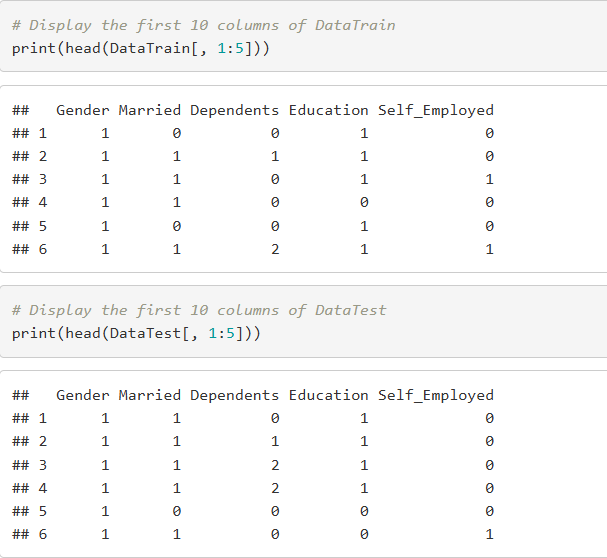 # Display the first 10 columns of DataTrain
print(head(DataTrain[, 1:5]))
##   Gender Married Dependents Education Self_Employed
## 1      1       0          0         1             0
## 2      1       1          1         1             0
## 3      1       1          0         1             1
## 4      1       1          0         0             0
## 5      1       0          0         1             0
## 6      1       1          2         1             1
# Display the first 10 columns of DataTest
print(head(DataTest[, 1:5]))
##   Gender Married Dependents Education Self_Employed
## 1      1       1          0         1             0
## 2      1       1          1         1             0
## 3      1       1          2         1             0
## 4      1       1          2         1             0
## 5      1       0          0         0             0
## 6      1       1          0         0             1